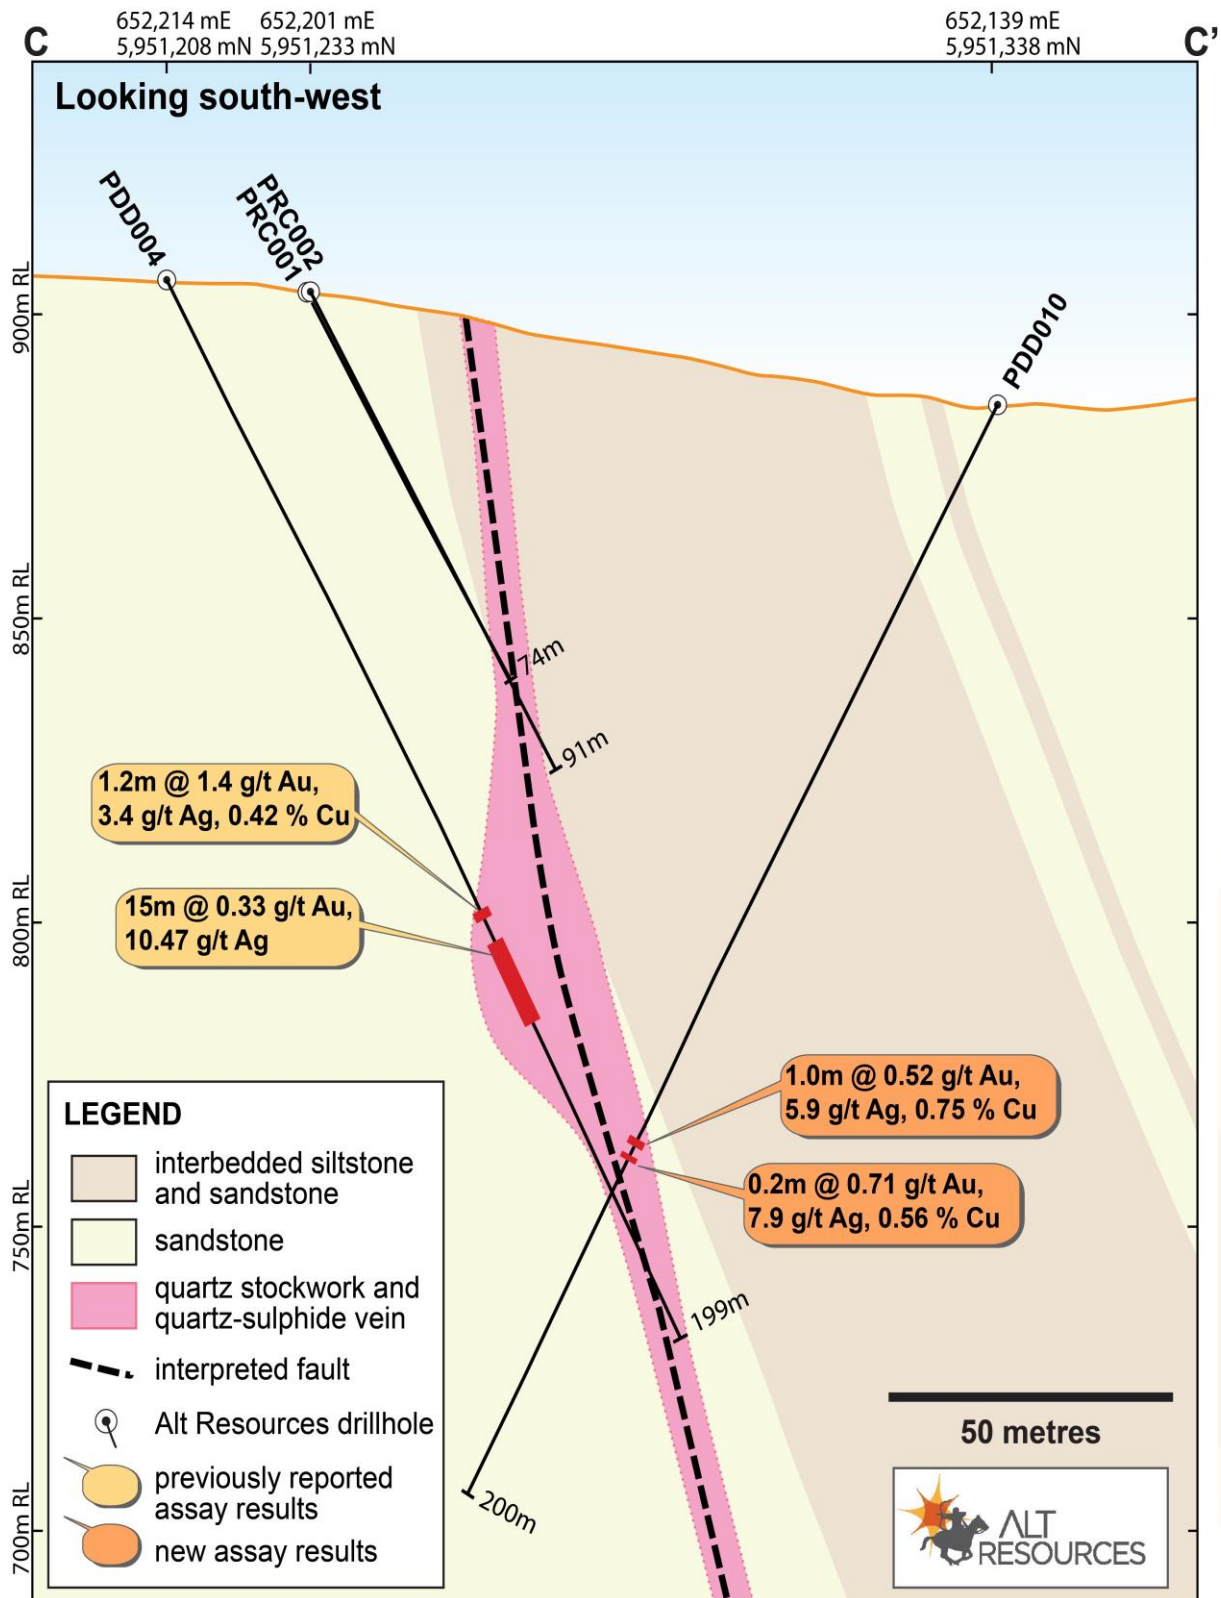 652,214 mE
5,951,208 mN
652,201 mE
5,951,233 mN
652,139 mE
5,951,338 mN
C
C'
Looking south-west
PDD004
PRC002
PRC001
PDD010
900m RL
850m RL
800m RL
750m RL
700m RL
74m
91m
1.2m @ 1.4 g/t Au,
3.4 g/t Ag, 0.42 % Cu
15m @ 0.33 g/t Au,
10.47 g/t Ag
1.0m @ 0.52 g/t Au,
5.9 g/t Ag, 0.75 % Cu
0.2m @ 0.71 g/t Au,
7.9 g/t Ag, 0.56 % Cu
199m
200m
LEGEND
interbedded siltstone
and sandstone
sandstone
quartz stockwork and
quartz-sulphide vein
interpreted fault
Alt Resources drillhole
previously reported
assay results
new assay results
50 metres
ALT
RESOURCES